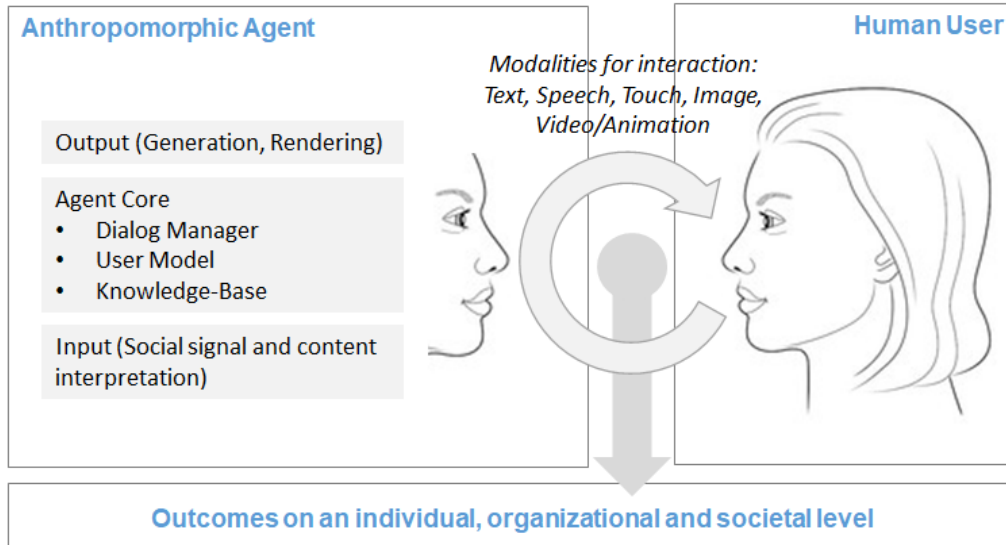 Anthropomorphic Agent
Human User
Modalities for interaction:
Text, Speech, Touch, Image,
Video/Animation
Output (Generation, Rendering)
Agent Core
• Dialog Manager
• User Model
• Knowledge-Base
Input (Social signal and content
interpretation)
Outcomes on an individual, organizational and societal level